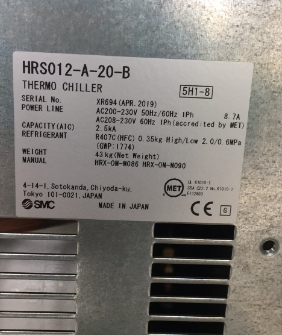 HRS012-A-20-B
THERMO CHILLER
5H1-8
SERIAL No. XR694(APR.2019)
POWER LINE AC200-230V 50Hz/60Hz 1Ph 8.7A
AC208-230V 60Hz 1Ph(accredited by MET)
CAPACITY(AIC) 2.5kA
REFRIGERANT R407C(HFC) 0.35kg High/Low 2.0/0.6MPa
(GWP:1774)
WEIGHT 43kg(Net Weight)
MANUAL HRX-OM-W086 HRX-OM-W090
4-14-1, Sotokanda, Chiyoda-ku,
Tokyo 101-0021, JAPAN
SMC MADE IN JAPAN
MET
CE